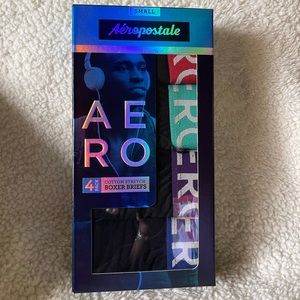 SMALL
Aéropostale
AE
RO
4
COTTON STRETCH
BOXER BRIEFS